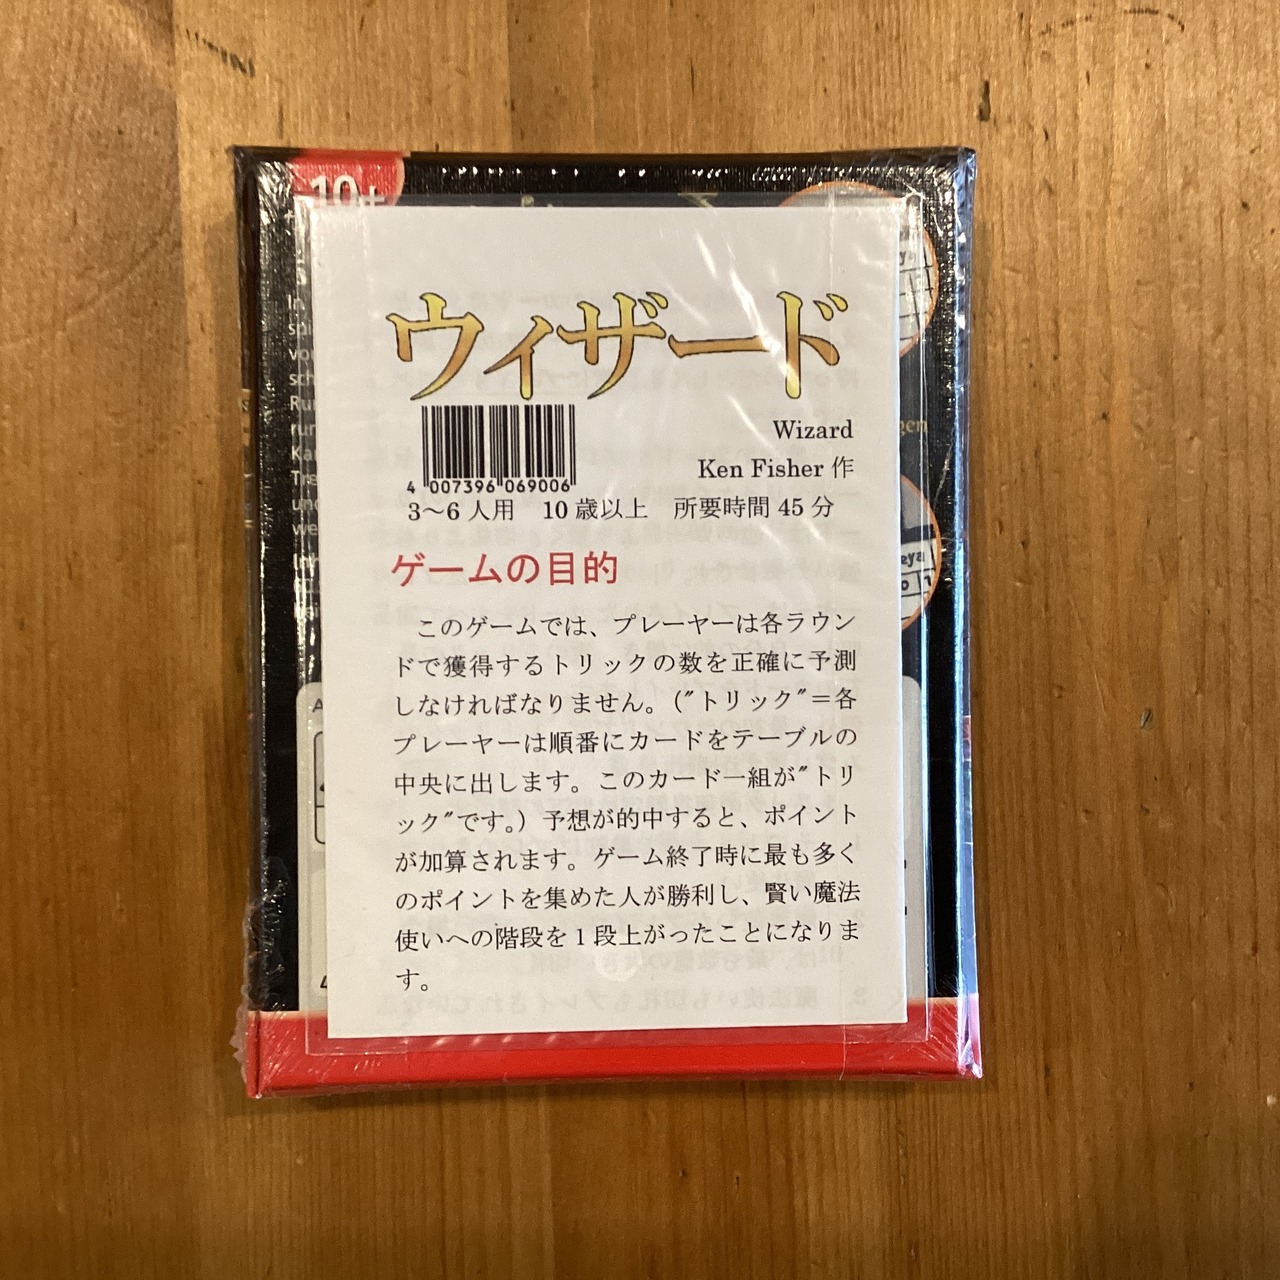 10+
ウィザード
Wizard
Ken Fisher 作
4 007396 069006
3〜6 人用　10 歳以上　所要時間 45 分
ゲームの目的
このゲームでは、プレーヤーは各ラウン
ドで獲得するトリックの数を正確に予測
しなければなりません。（″トリック″＝各
プレーヤーは順番にカードをテーブルの
中央に出します。このカード一組が″トリ
ック″です。）予想が的中すると、ポイント
が加算されます。ゲーム終了時に最も多く
のポイントを集めた人が勝利し、賢い魔法
使いへの階段を 1 段上がったことになりま
す。